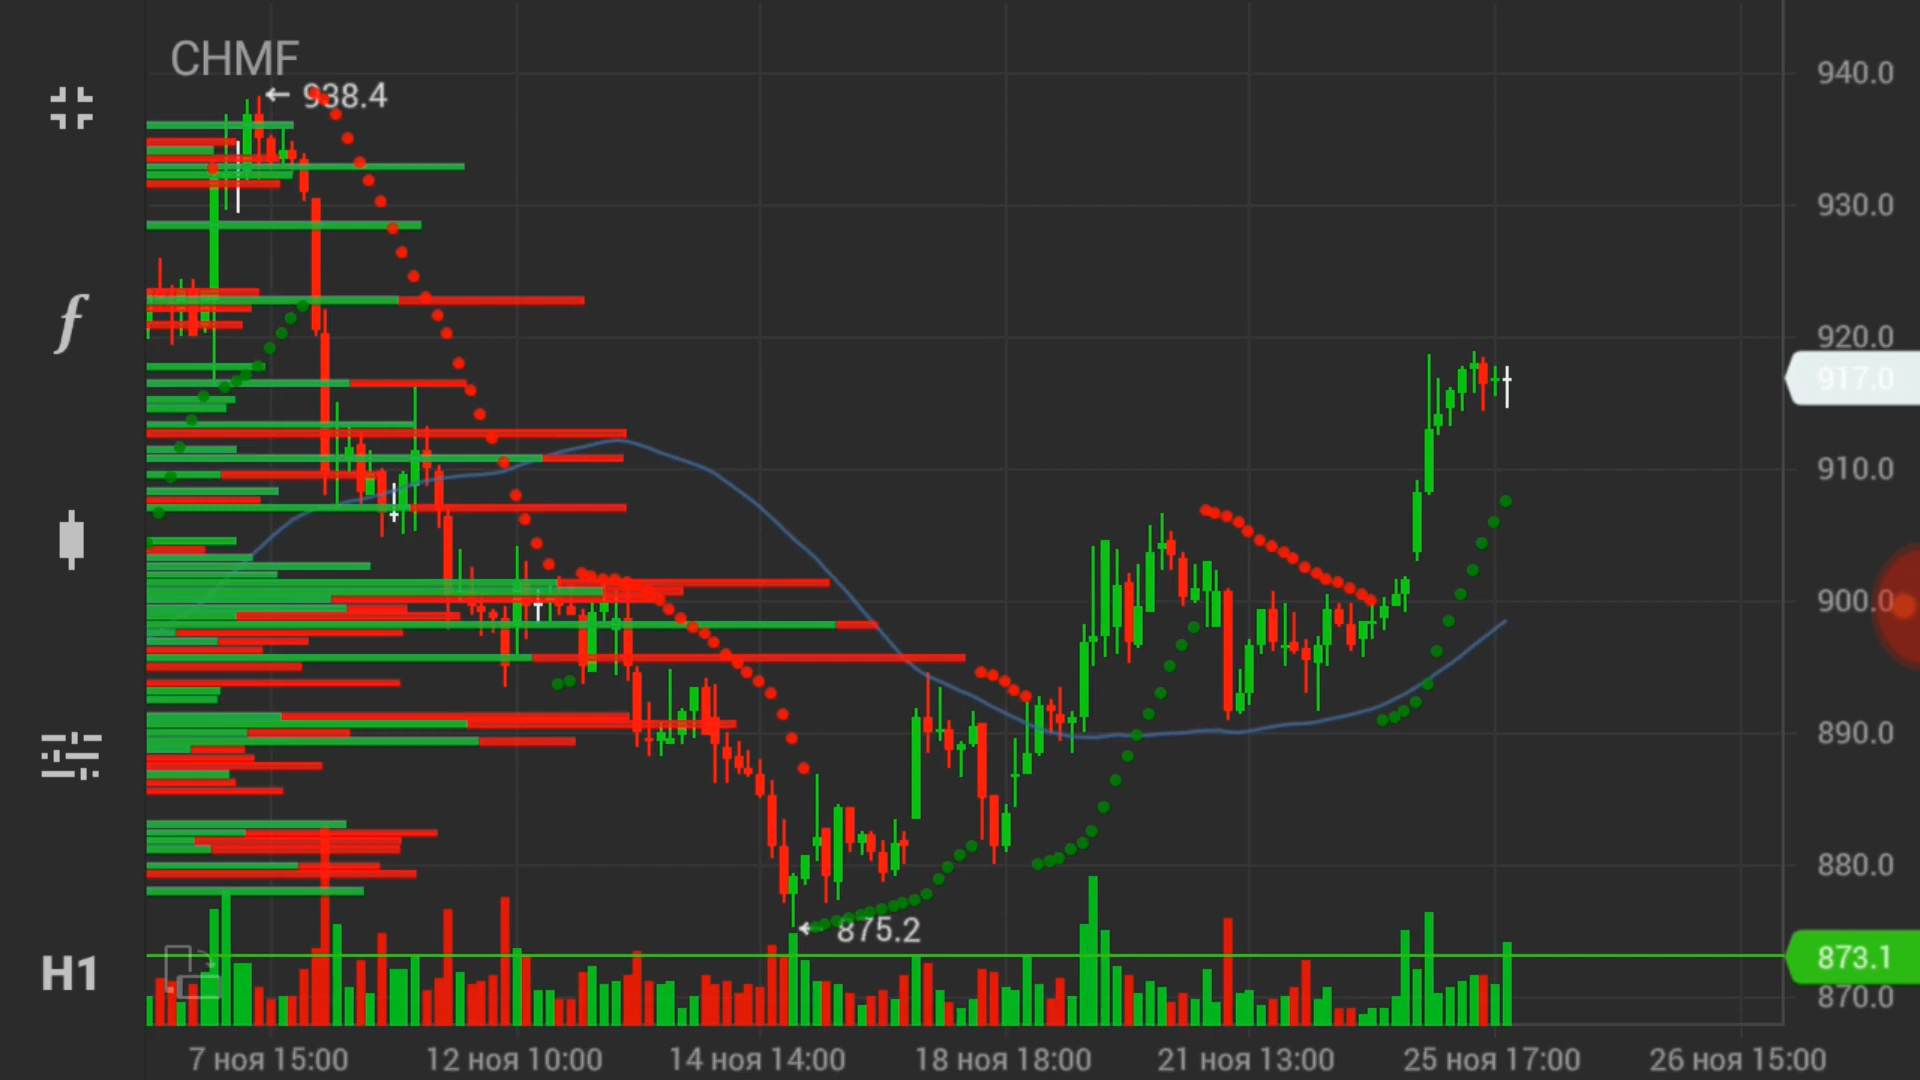 CHMF
938.4
940.0
930.0
f
920.0
917.0
910.0
900.0
890.0
880.0
875.2
H1
873.1
870.0
7 ноя 15:00
12 ноя 10:00
14 ноя 14:00
18 ноя 18:00
21 ноя 13:00
25 ноя 17:00
26 ноя 15:00